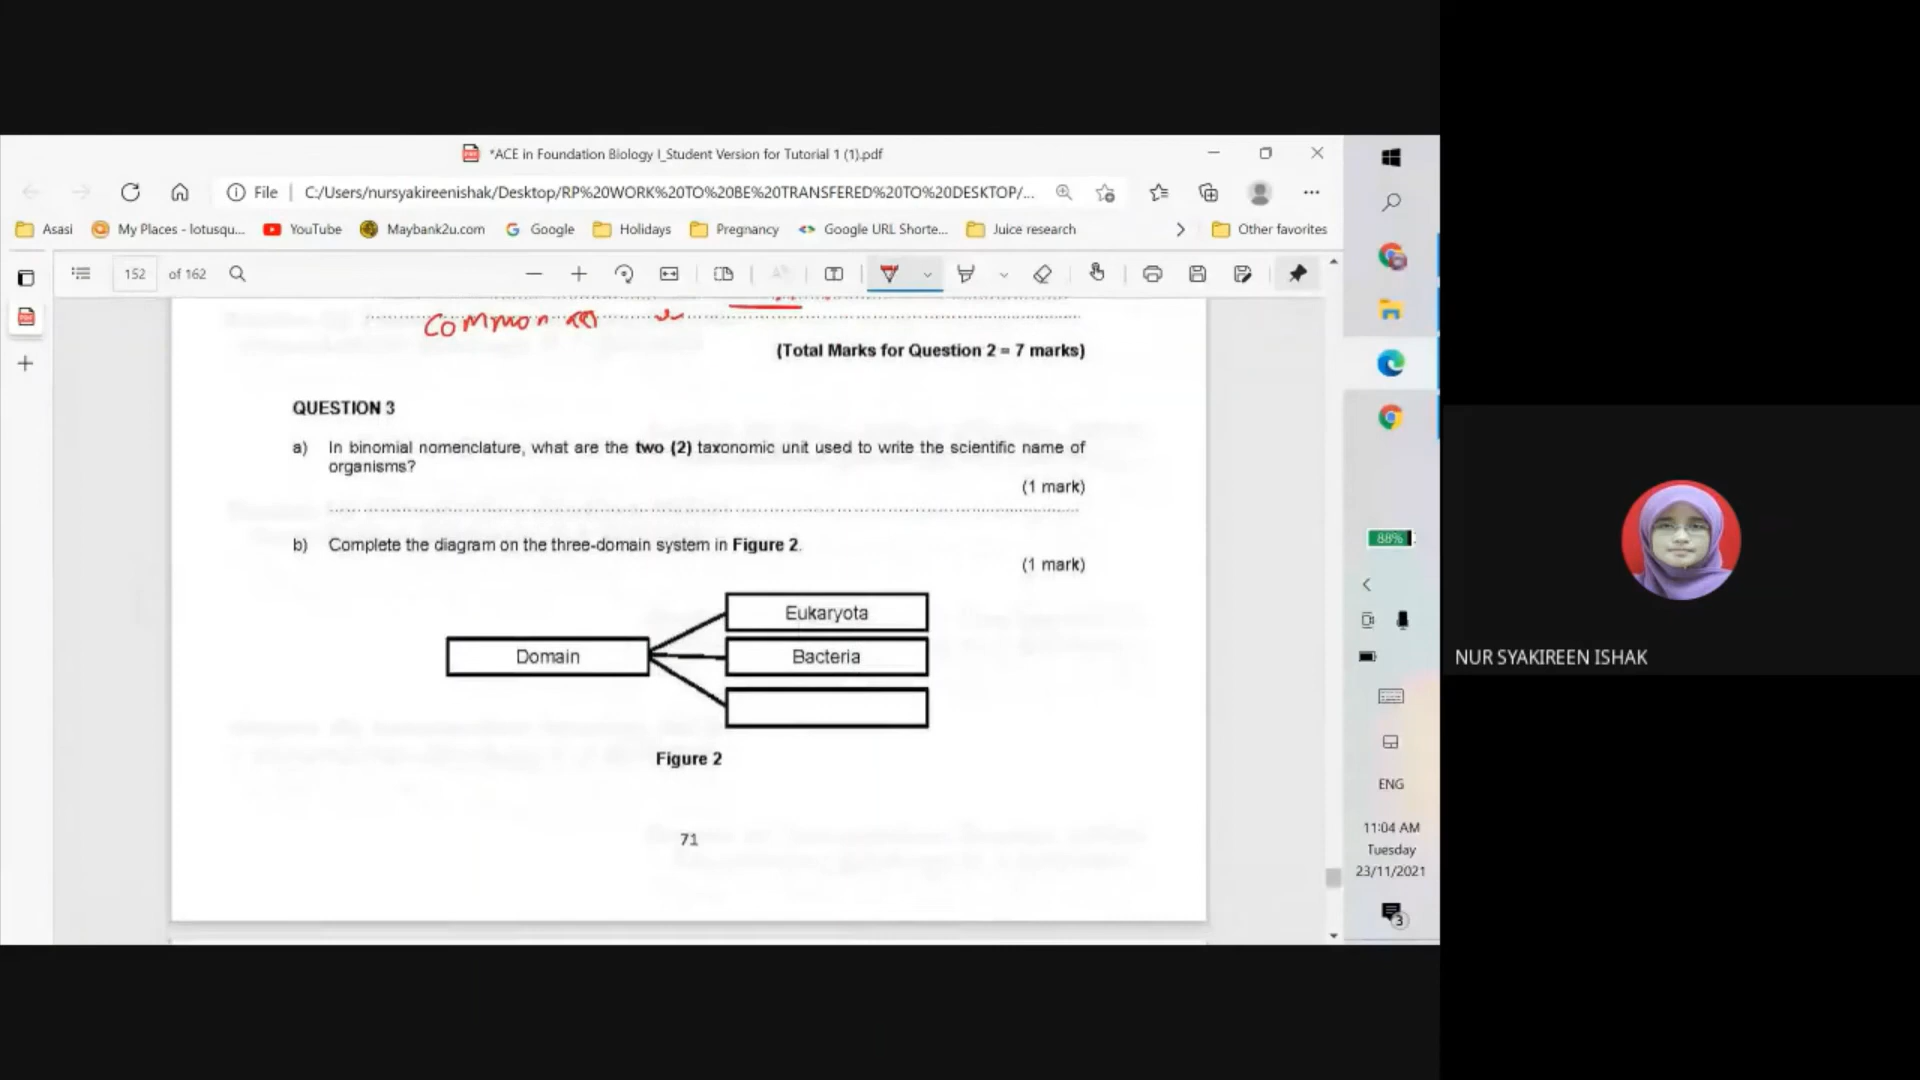 *ACE in Foundation Biology I_Student Version for Tutorial 1 (1).pdf
File
C:/Users/nursyakireenishak/Desktop/RP%20WORK%20TO%20BE%20TRANSFERED%20TO%20DESKTOP/...
Asasi
My Places - lotusqu...
YouTube
Maybank2u.com
Google
Holidays
Pregnancy
Google URL Shorte...
Juice research
Other favorites
152 of 162
Common
(Total Marks for Question 2 = 7 marks)
QUESTION 3
a) In binomial nomenclature, what are the two (2) taxonomic unit used to write the scientific name of
organisms?
(1 mark)
b) Complete the diagram on the three-domain system in Figure 2.
(1 mark)
Eukaryota
Domain
Bacteria
Figure 2
71
88%
ENG
11:04 AM
Tuesday
23/11/2021
3
NUR SYAKIREEN ISHAK